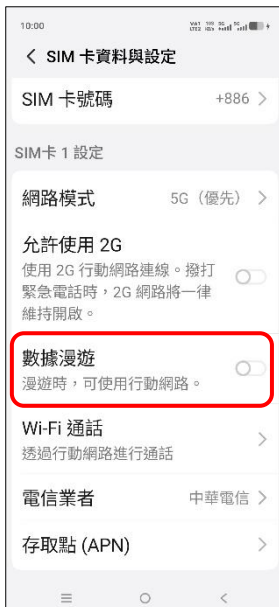 10:00
SIM 卡資料與設定
SIM 卡號碼 +886
SIM卡 1 設定
網路模式 5G（優先）
允許使用 2G
使用 2G 行動網路連線。撥打
緊急電話時，2G 網路將一律
維持開啟。
數據漫遊
漫遊時，可使用行動網路。
Wi-Fi 通話
透過行動網路進行通話
電信業者 中華電信
存取點 (APN)